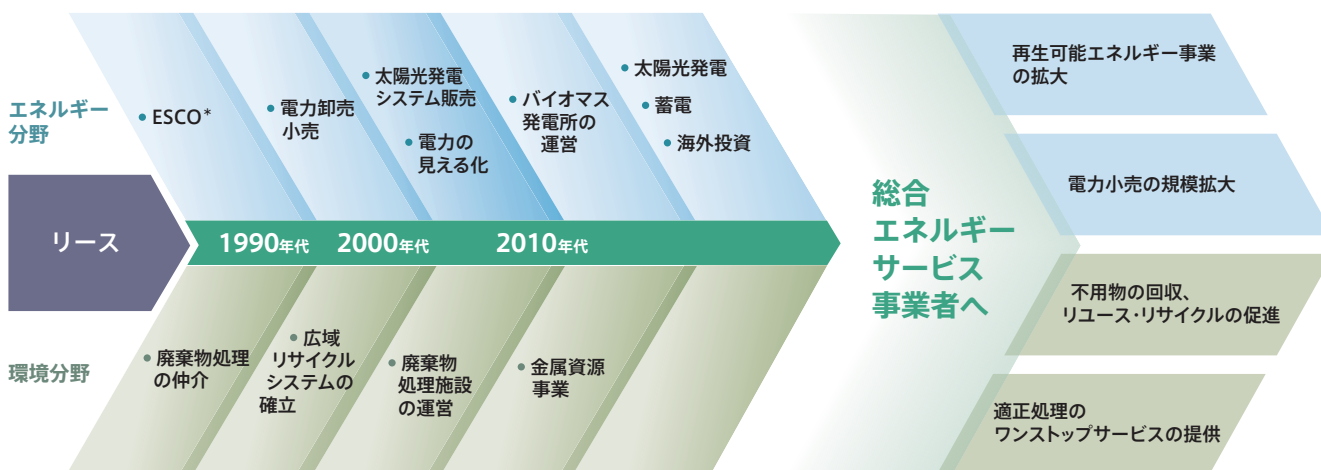 エネルギー
分野
• ESCO*
• 電力卸売
小売
• 太陽光発電
システム販売
• 電力の
見える化
• バイオマス
発電所の
運営
• 太陽光発電
• 蓄電
• 海外投資
リース
1990年代
2000年代
2010年代
環境分野
• 廃棄物処理
の仲介
• 広域
リサイクル
システムの
確立
• 廃棄物
処理施設
の運営
• 金属資源
事業
総合
エネルギー
サービス
事業者へ
再生可能エネルギー事業
の拡大
電力小売の規模拡大
不用物の回収、
リユース・リサイクルの促進
適正処理の
ワンストップサービスの提供